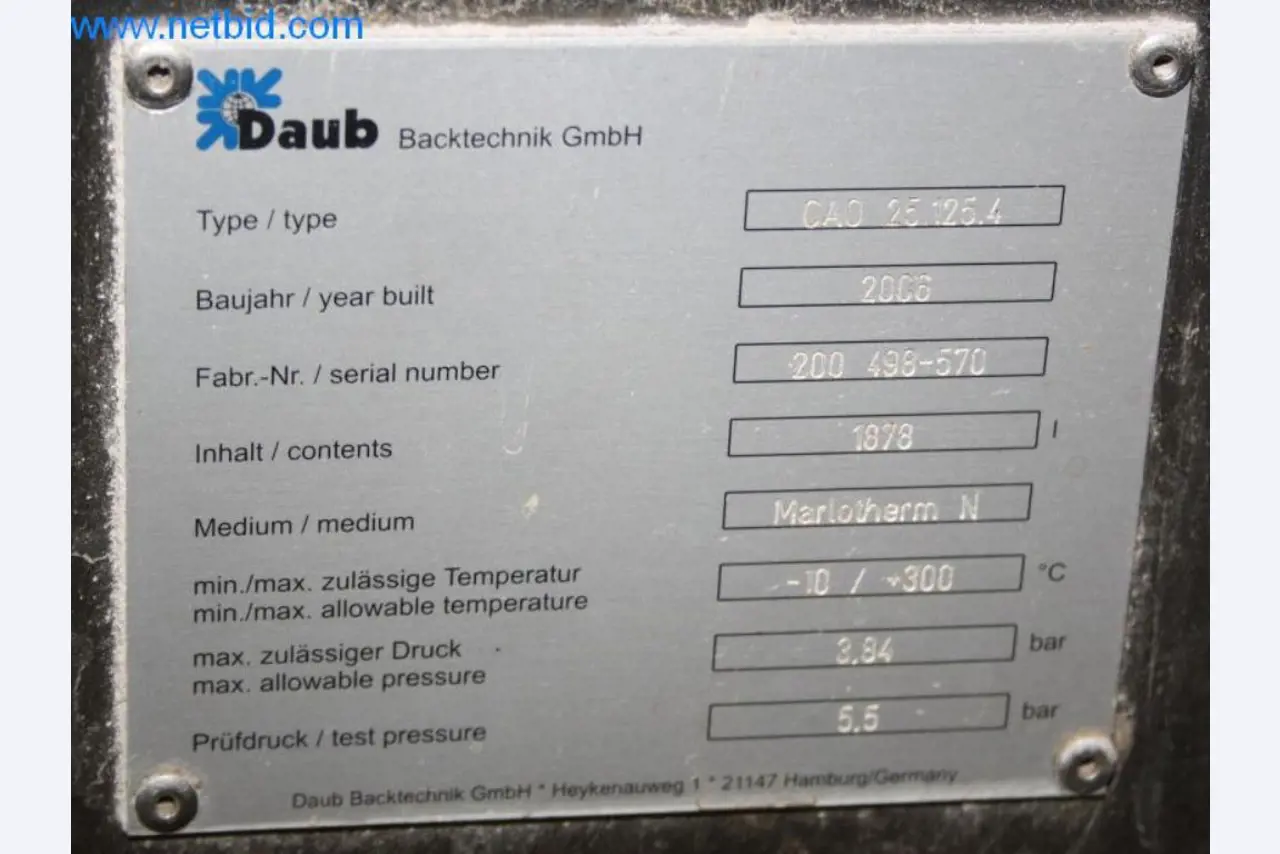 www.netbid.com
Daub Backtechnik GmbH
Type / type CAO 25.125.4
Baujahr / year built 2006
Fabr.-Nr. / serial number 200 498-570
Inhalt / contents 1878 l
Medium / medium Marlotherm N
min./max. zulässige Temperatur
min./max. allowable temperature -10 / +300 °C
max. zulässiger Druck
max. allowable pressure 3,84 bar
Prüfdruck / test pressure 5,5 bar
Daub Backtechnik GmbH * Heykenauweg 1 * 21147 Hamburg/Germany